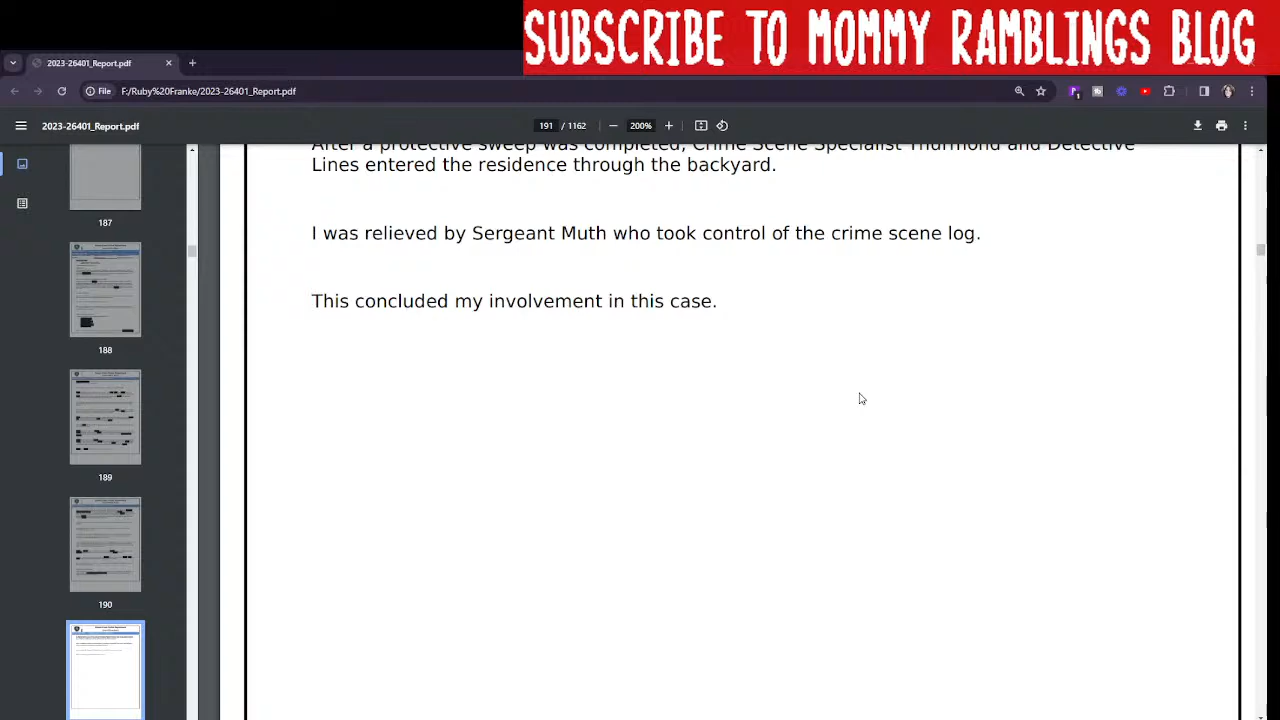 SUBSCRIBE TO MOMMY RAMBLINGS BLOG
2023-26401_Report.pdf
File F:/Ruby%20Franke/2023-26401_Report.pdf
2023-26401_Report.pdf 191 / 1162 200%
After a protective sweep was completed, Crime Scene Specialist Thurmond and Detective
Lines entered the residence through the backyard.
I was relieved by Sergeant Muth who took control of the crime scene log.
This concluded my involvement in this case.
187
188
189
190